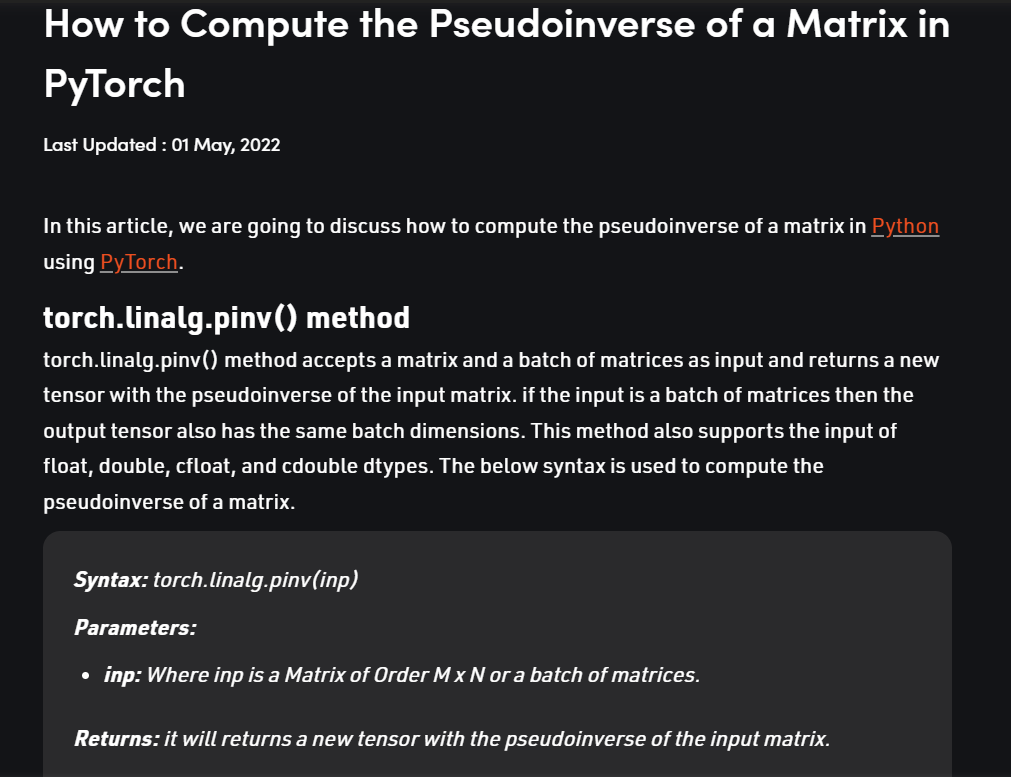 How to Compute the Pseudoinverse of a Matrix in
PyTorch
Last Updated : 01 May, 2022
In this article, we are going to discuss how to compute the pseudoinverse of a matrix in Python
using PyTorch.
torch.linalg.pinv() method
torch.linalg.pinv() method accepts a matrix and a batch of matrices as input and returns a new
tensor with the pseudoinverse of the input matrix. if the input is a batch of matrices then the
output tensor also has the same batch dimensions. This method also supports the input of
float, double, cfloat, and cdouble dtypes. The below syntax is used to compute the
pseudoinverse of a matrix.
Syntax: torch.linalg.pinv(inp)
Parameters:
• inp: Where inp is a Matrix of Order M x N or a batch of matrices.
Returns: it will returns a new tensor with the pseudoinverse of the input matrix.